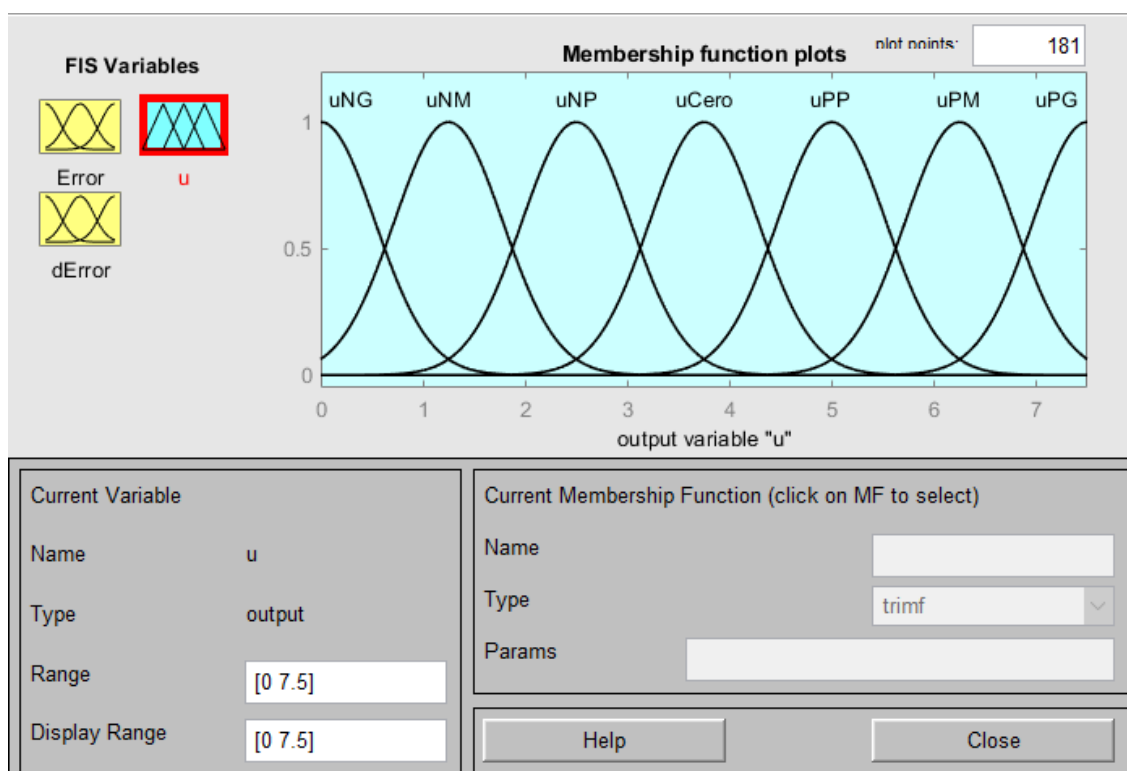 FIS Variables
Membership function plots
plot points:
181
Error
u
dError
uNG
uNM
uNP
uCero
uPP
uPM
uPG
1
0.5
0
0
1
2
3
4
5
6
7
output variable "u"
Current Variable
Name
u
Type
output
Range
[0 7.5]
Display Range
[0 7.5]
Current Membership Function (click on MF to select)
Name
Type
trimf
Params
Help
Close